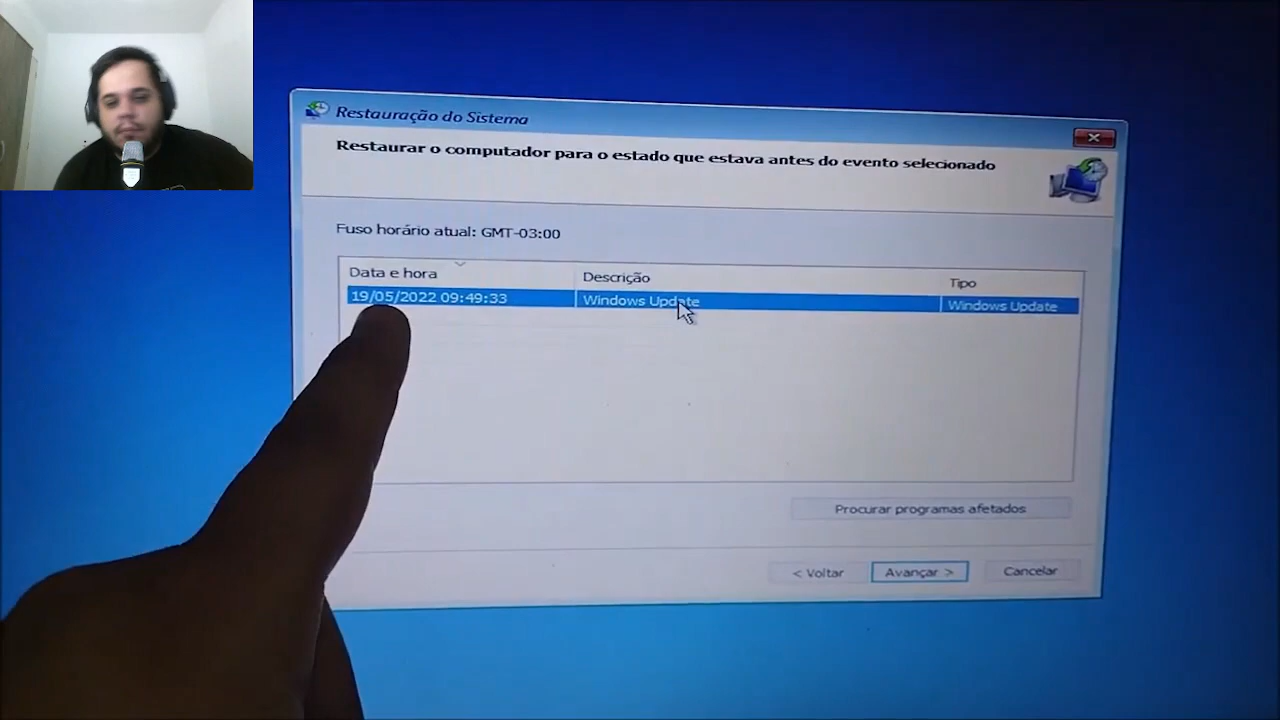 Restauração do Sistema
Restaurar o computador para o estado que estava antes do evento selecionado
Fuso horário atual: GMT-03:00
Data e hora Descrição Tipo
19/05/2022 09:49:33 Windows Update Windows Update
Procurar programas afetados
< Voltar Avançar > Cancelar